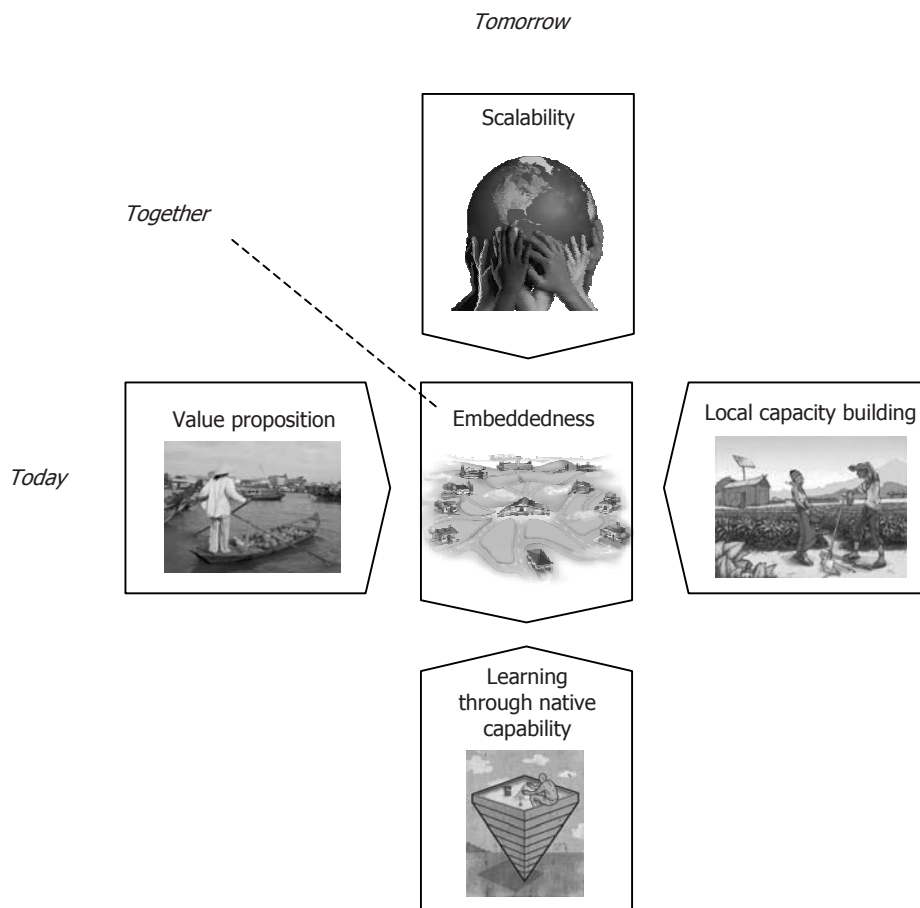 Tomorrow
Scalability
Together
Value proposition
Embeddedness
Local capacity building
Today
Learning
through native
capability